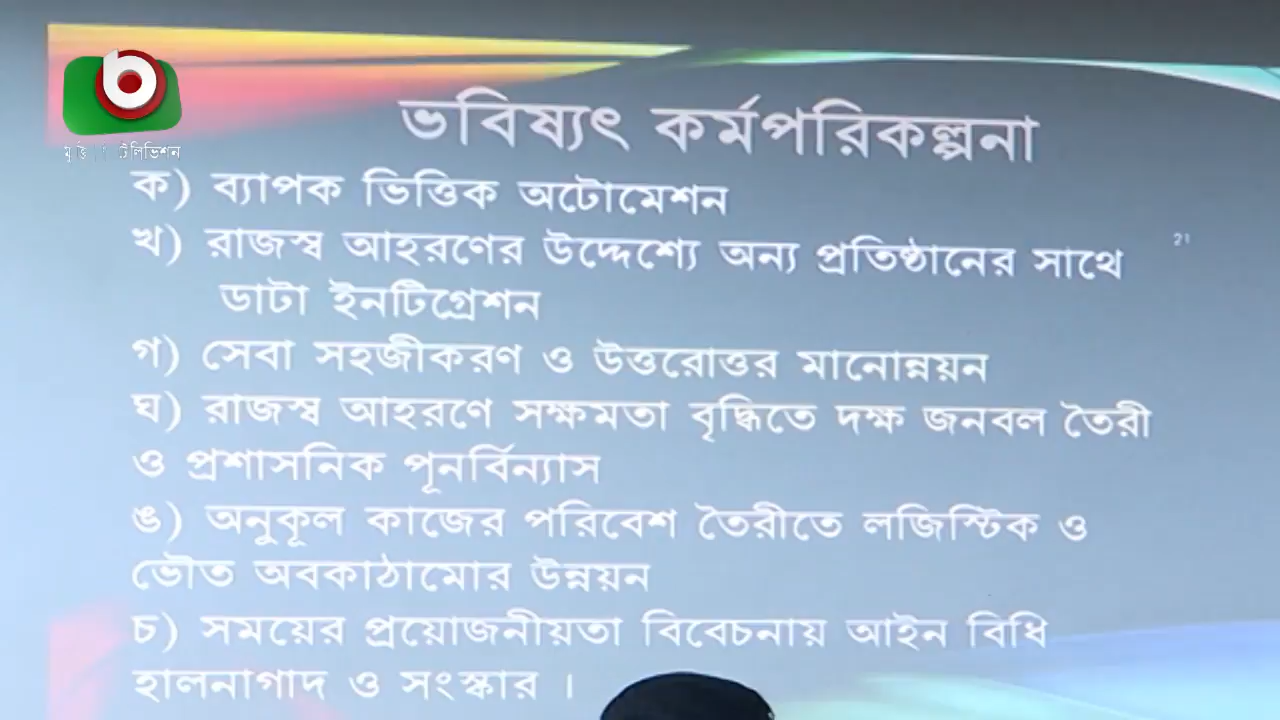 ভবিষ্যৎ কর্মপরিকল্পনা
ক) ব্যাপক ভিত্তিক অটোমেশন
21
খ) রাজস্ব আহরণের উদ্দেশ্যে অন্য প্রতিষ্ঠানের সাথে
ডাটা ইনটিগ্রেশন
গ) সেবা সহজীকরণ ও উত্তরোত্তর মানোন্নয়ন
ঘ) রাজস্ব আহরণে সক্ষমতা বৃদ্ধিতে দক্ষ জনবল তৈরী
ও প্রশাসনিক পূনর্বিন্যাস
ঙ) অনুকূল কাজের পরিবেশ তৈরীতে লজিস্টিক ও
ভৌত অবকাঠামোর উন্নয়ন
চ) সময়ের প্রয়োজনীয়তা বিবেচনায় আইন বিধি
হালনাগাদ ও সংস্কার ।